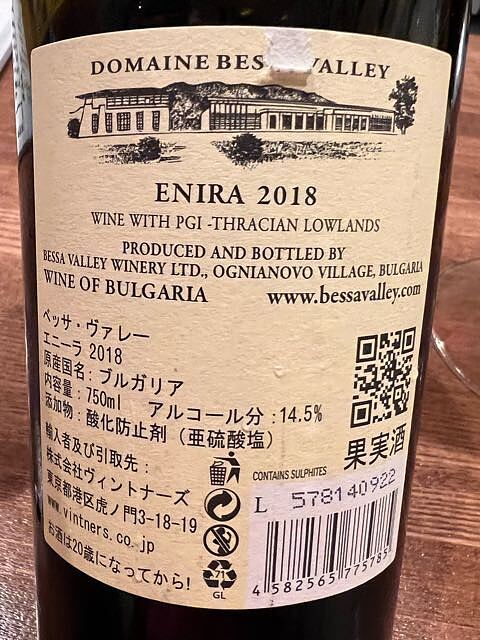 DOMAINE BESSA VALLEY
ENIRA 2018
WINE WITH PGI -THRACIAN LOWLANDS
PRODUCED AND BOTTLED BY
BESSA VALLEY WINERY LTD., OGNIANOVO VILLAGE, BULGARIA
WINE OF BULGARIA www.bessavalley.com
ベッサ・ヴァレー
エニーラ 2018
原産国名：ブルガリア
内容量：750ml アルコール分：14.5%
添加物：酸化防止剤（亜硫酸塩）
輸入者及び引取先：
株式会社ヴィントナーズ
東京都港区虎ノ門3-18-19
www.vintners.co.jp
お酒は20歳になってから!
果実酒
CONTAINS SULPHITES
L 578140922
71
GL
4 582565 775785